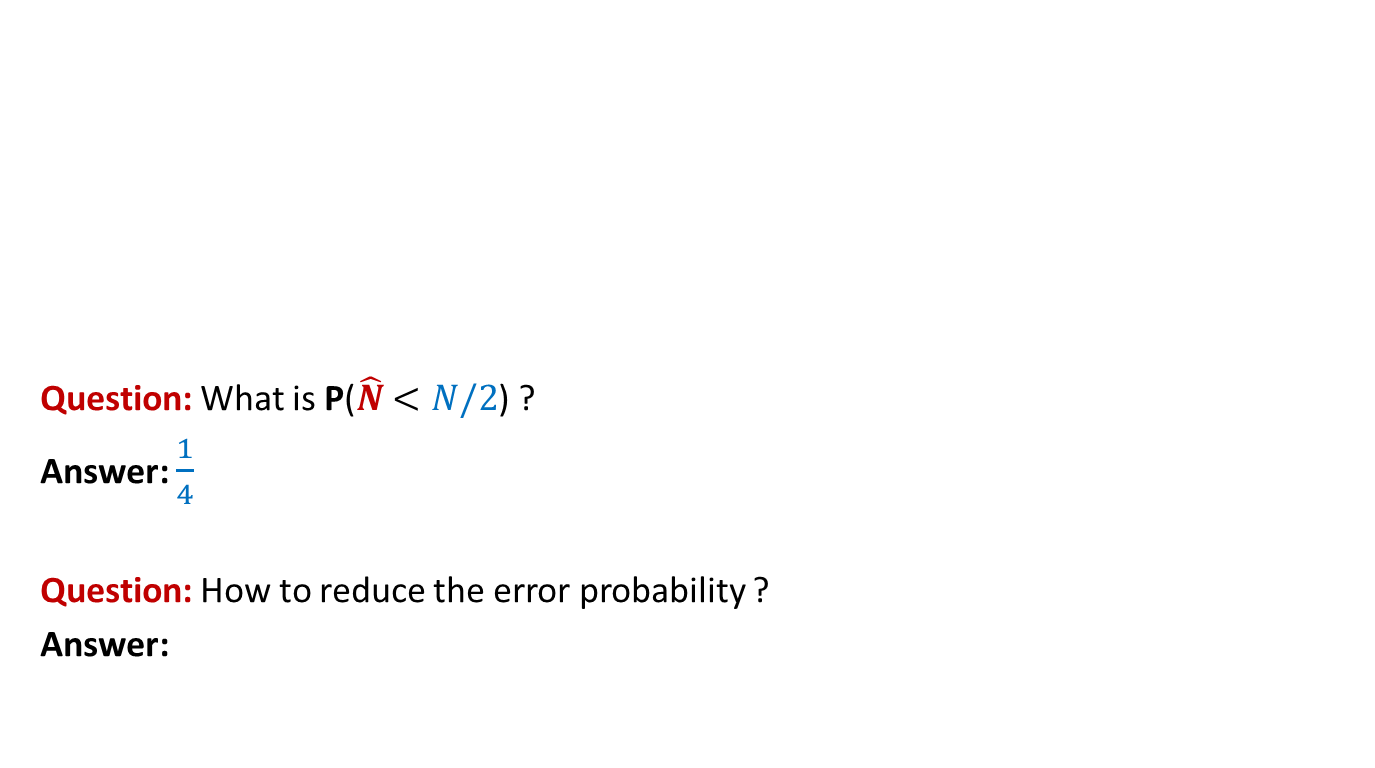 Question: What is P(N̂ < N/2) ?
Answer: 1/4
Question: How to reduce the error probability ?
Answer: